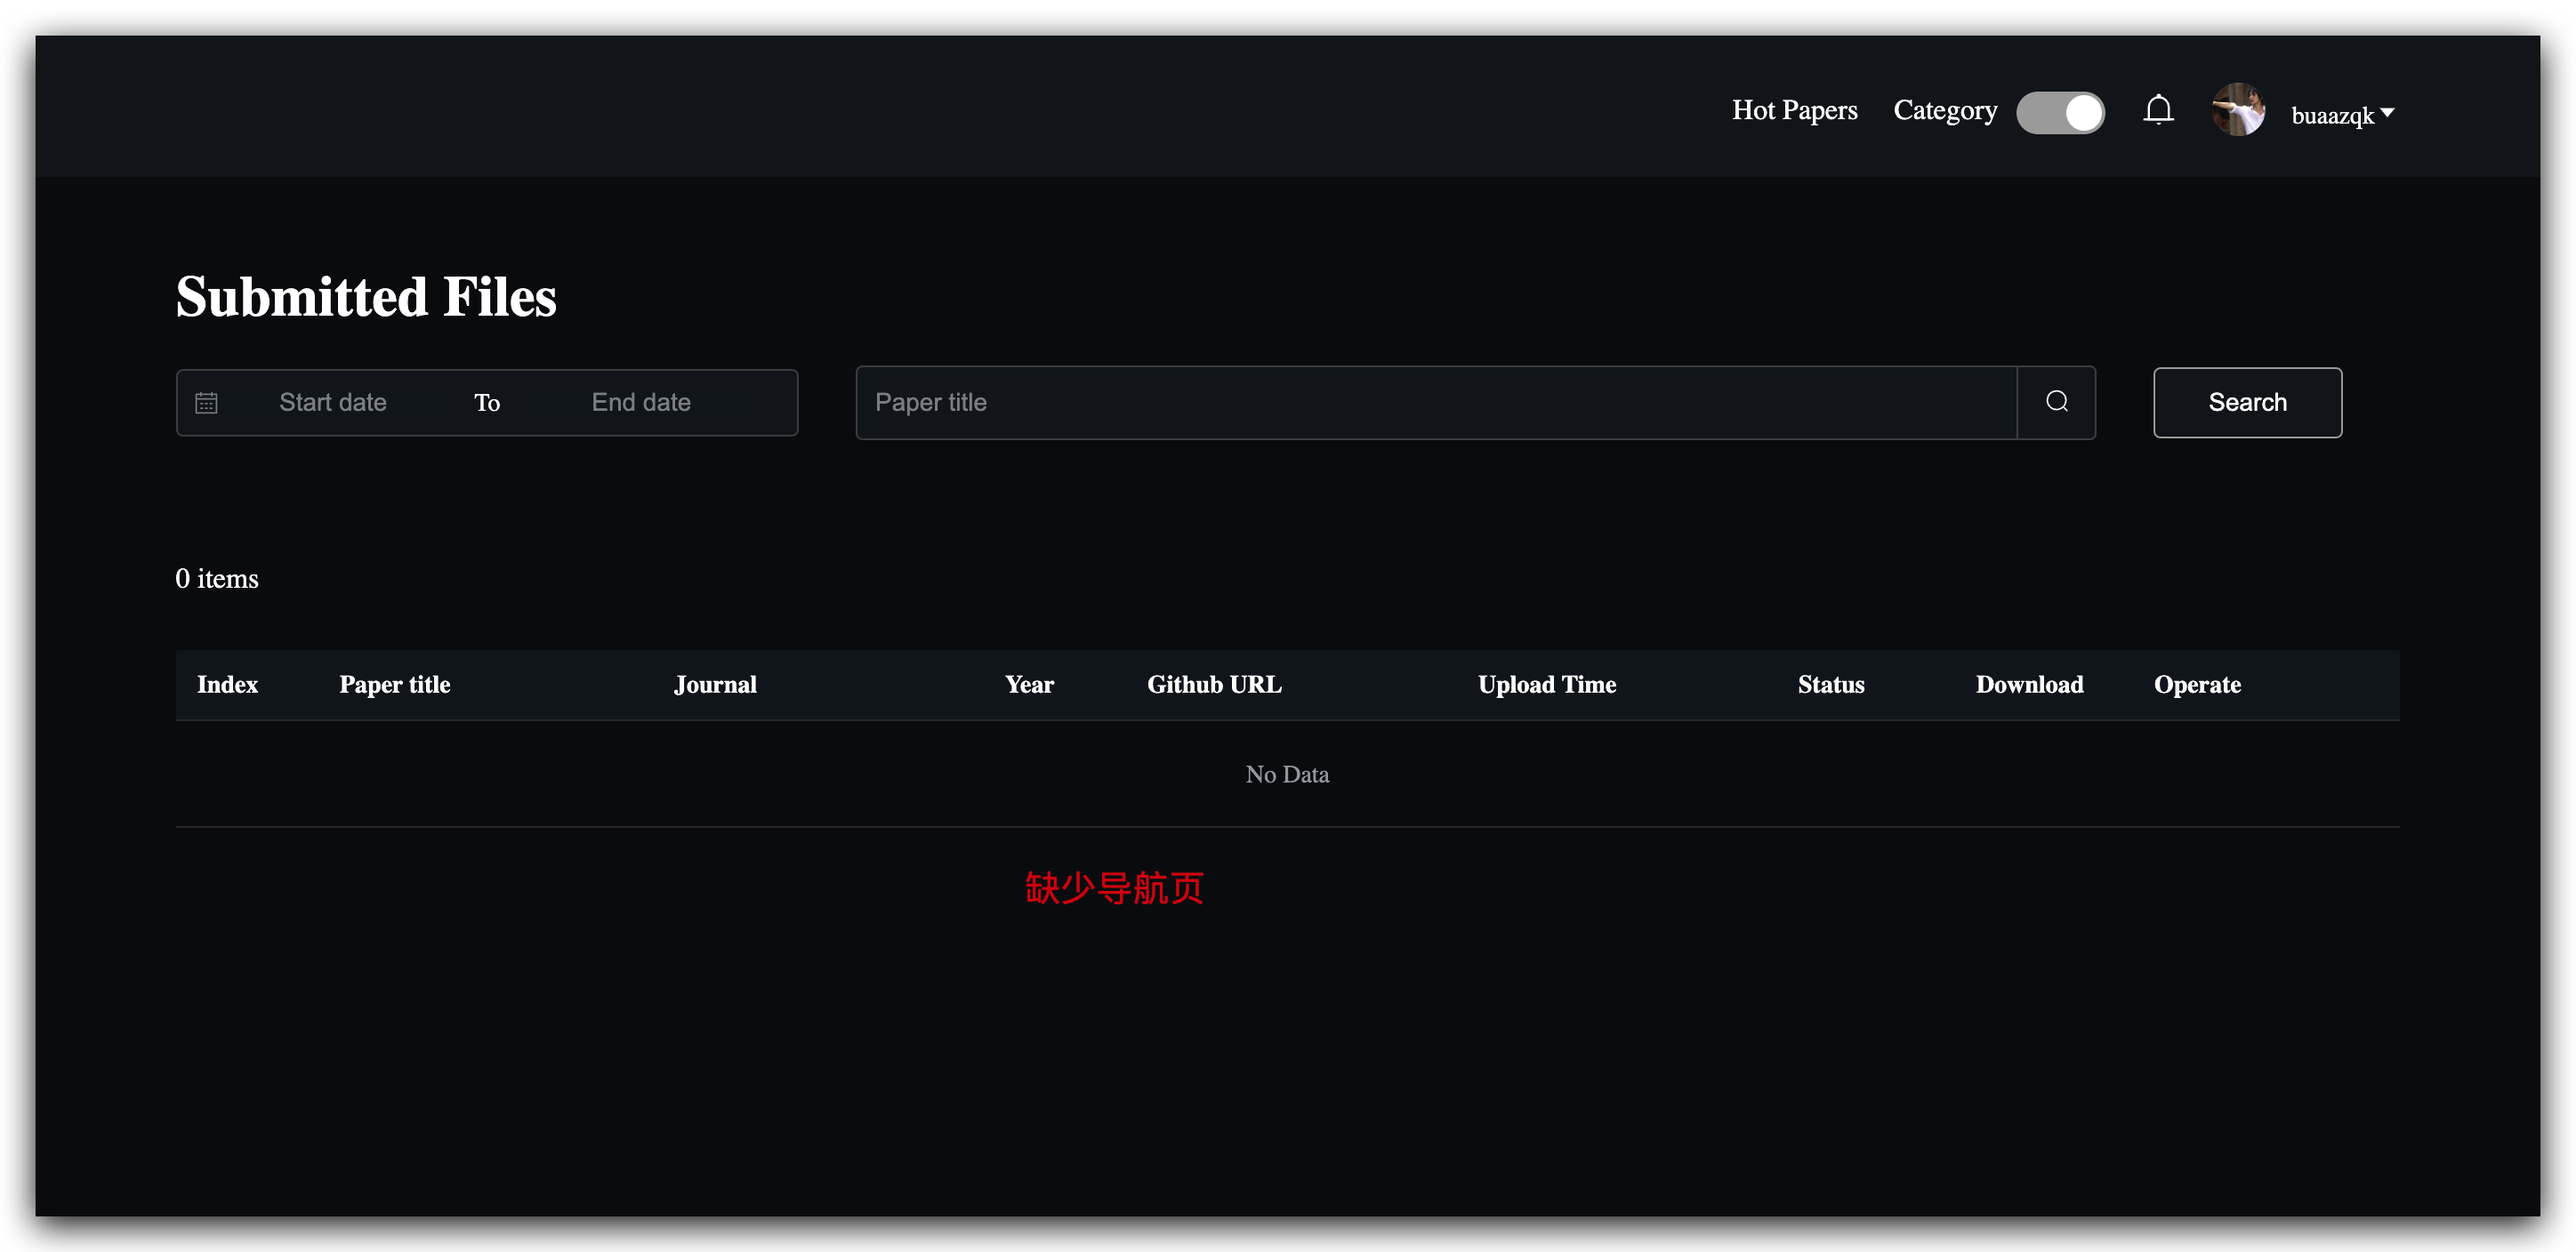 Hot Papers Category buaazqk
Submitted Files
Start date To End date Paper title Search
0 items
Index Paper title Journal Year Github URL Upload Time Status Download Operate
No Data
缺少导航页